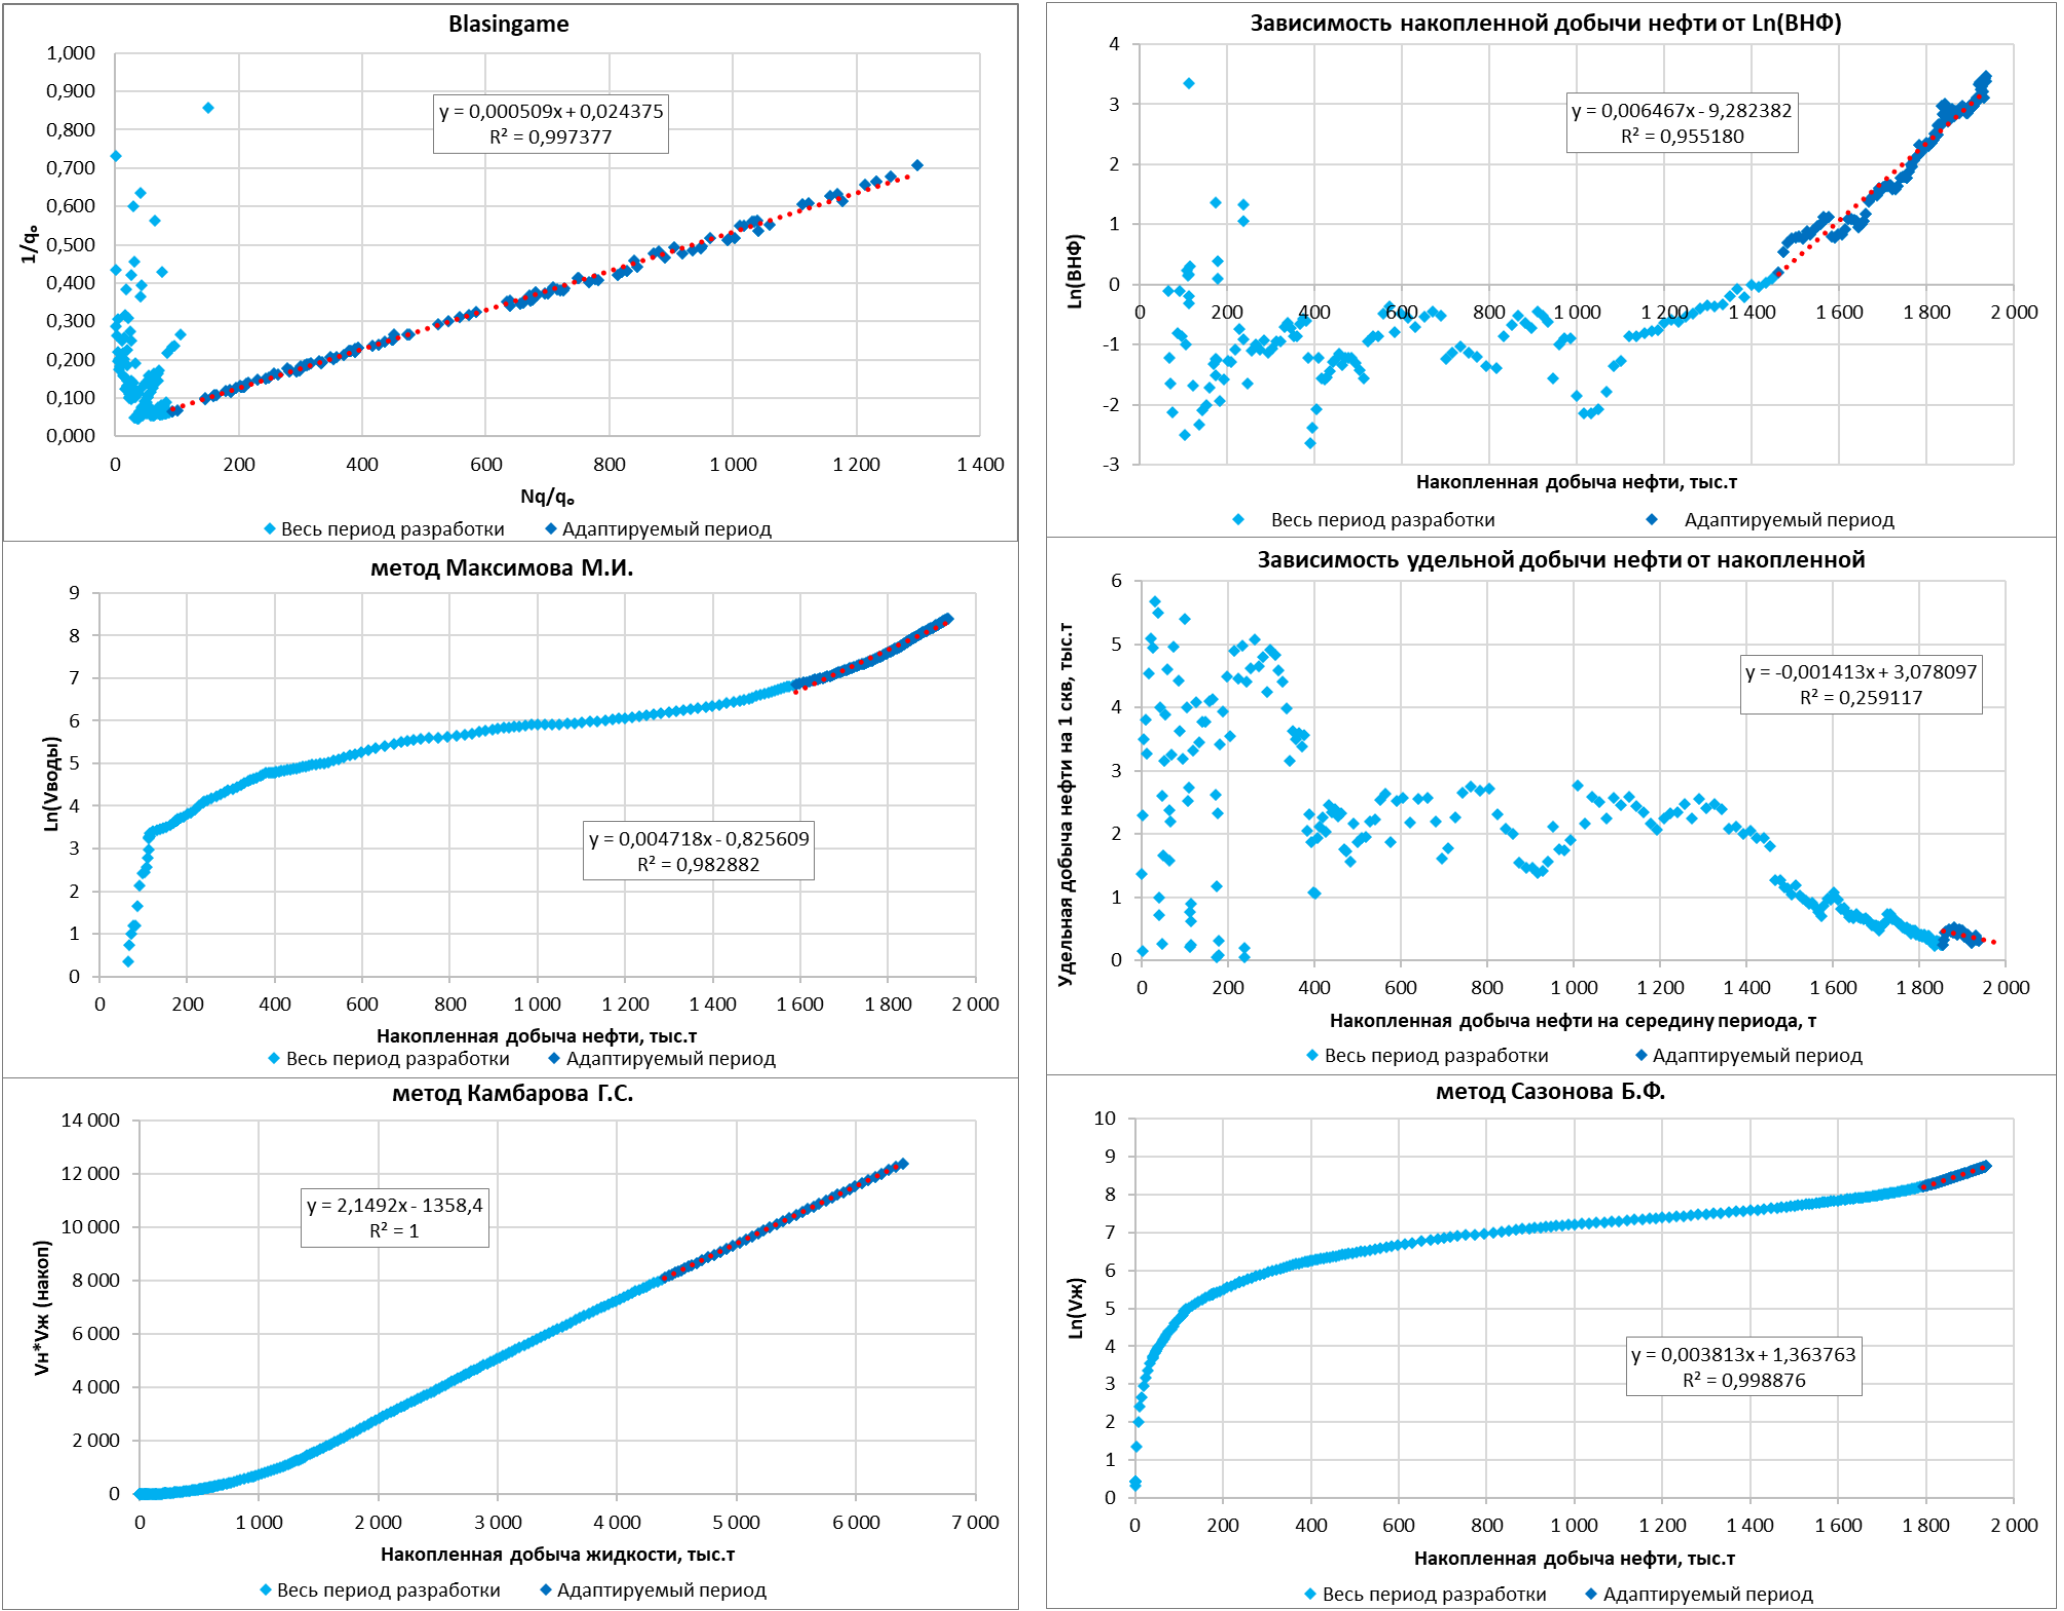 Blasingame
1,000
0,900
0,800
0,700
0,600
0,500
0,400
0,300
0,200
0,100
0,000
1/qₒ
y = 0,000509x + 0,024375
R² = 0,997377
0 200 400 600 800 1 000 1 200 1 400
Nq/qₒ
Весь период разработки Адаптируемый период
Зависимость накопленной добычи нефти от Ln(ВНФ)
4
3
2
1
0
-1
-2
-3
Ln(ВНФ)
y = 0,006467x - 9,282382
R² = 0,955180
0 200 400 600 800 1 000 1 200 1 400 1 600 1 800 2 000
Накопленная добыча нефти, тыс.т
Весь период разработки Адаптируемый период
метод Максимова М.И.
9
8
7
6
5
4
3
2
1
0
Ln(Vводы)
y = 0,004718x - 0,825609
R² = 0,982882
0 200 400 600 800 1 000 1 200 1 400 1 600 1 800 2 000
Накопленная добыча нефти, тыс.т
Весь период разработки Адаптируемый период
Зависимость удельной добычи нефти от накопленной
6
5
4
3
2
1
0
Удельная добыча нефти на 1 скв, тыс.т
y = -0,001413x + 3,078097
R² = 0,259117
0 200 400 600 800 1 000 1 200 1 400 1 600 1 800 2 000
Накопленная добыча нефти на середину периода, т
Весь период разработки Адаптируемый период
метод Камбарова Г.С.
14 000
12 000
10 000
8 000
6 000
4 000
2 000
0
Vн*Vж (накоп)
y = 2,1492x - 1358,4
R² = 1
0 1 000 2 000 3 000 4 000 5 000 6 000 7 000
Накопленная добыча жидкости, тыс.т
Весь период разработки Адаптируемый период
метод Сазонова Б.Ф.
10
9
8
7
6
5
4
3
2
1
0
Ln(Vж)
y = 0,003813x + 1,363763
R² = 0,998876
0 200 400 600 800 1 000 1 200 1 400 1 600 1 800 2 000
Накопленная добыча нефти, тыс.т
Весь период разработки Адаптируемый период